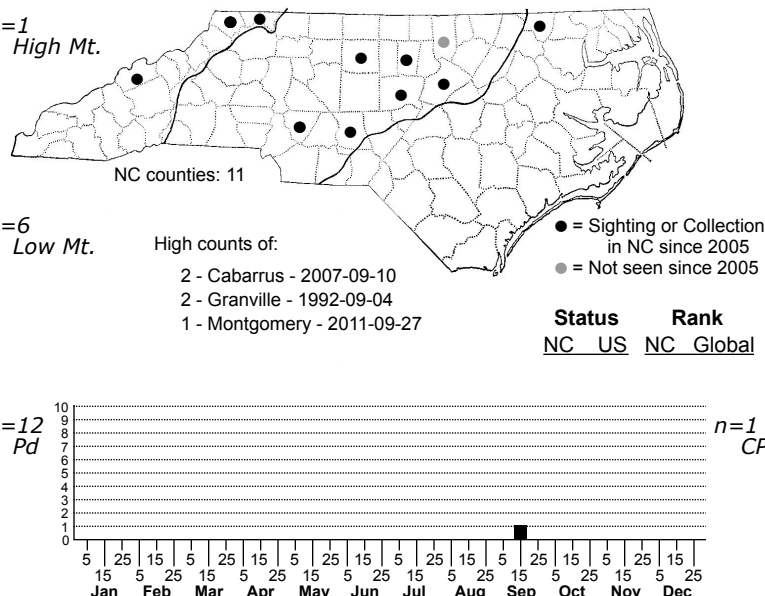 =1
High Mt.
NC counties: 11
=6
Low Mt.
High counts of:
2 - Cabarrus - 2007-09-10
2 - Granville - 1992-09-04
1 - Montgomery - 2011-09-27
● = Sighting or Collection
in NC since 2005
● = Not seen since 2005
Status Rank
NC US NC Global
=12
Pd
n=1
CP
10
9
8
7
6
5
4
3
2
1
0
5 25 15 5 25 15 5 25 15 5 25 15 5 25 15 5 25 15
15 5 25 15 5 25 15 5 25 15 5 25 15 5 25 15 5 25
Jan Feb Mar Apr May Jun Jul Aug Sep Oct Nov Dec